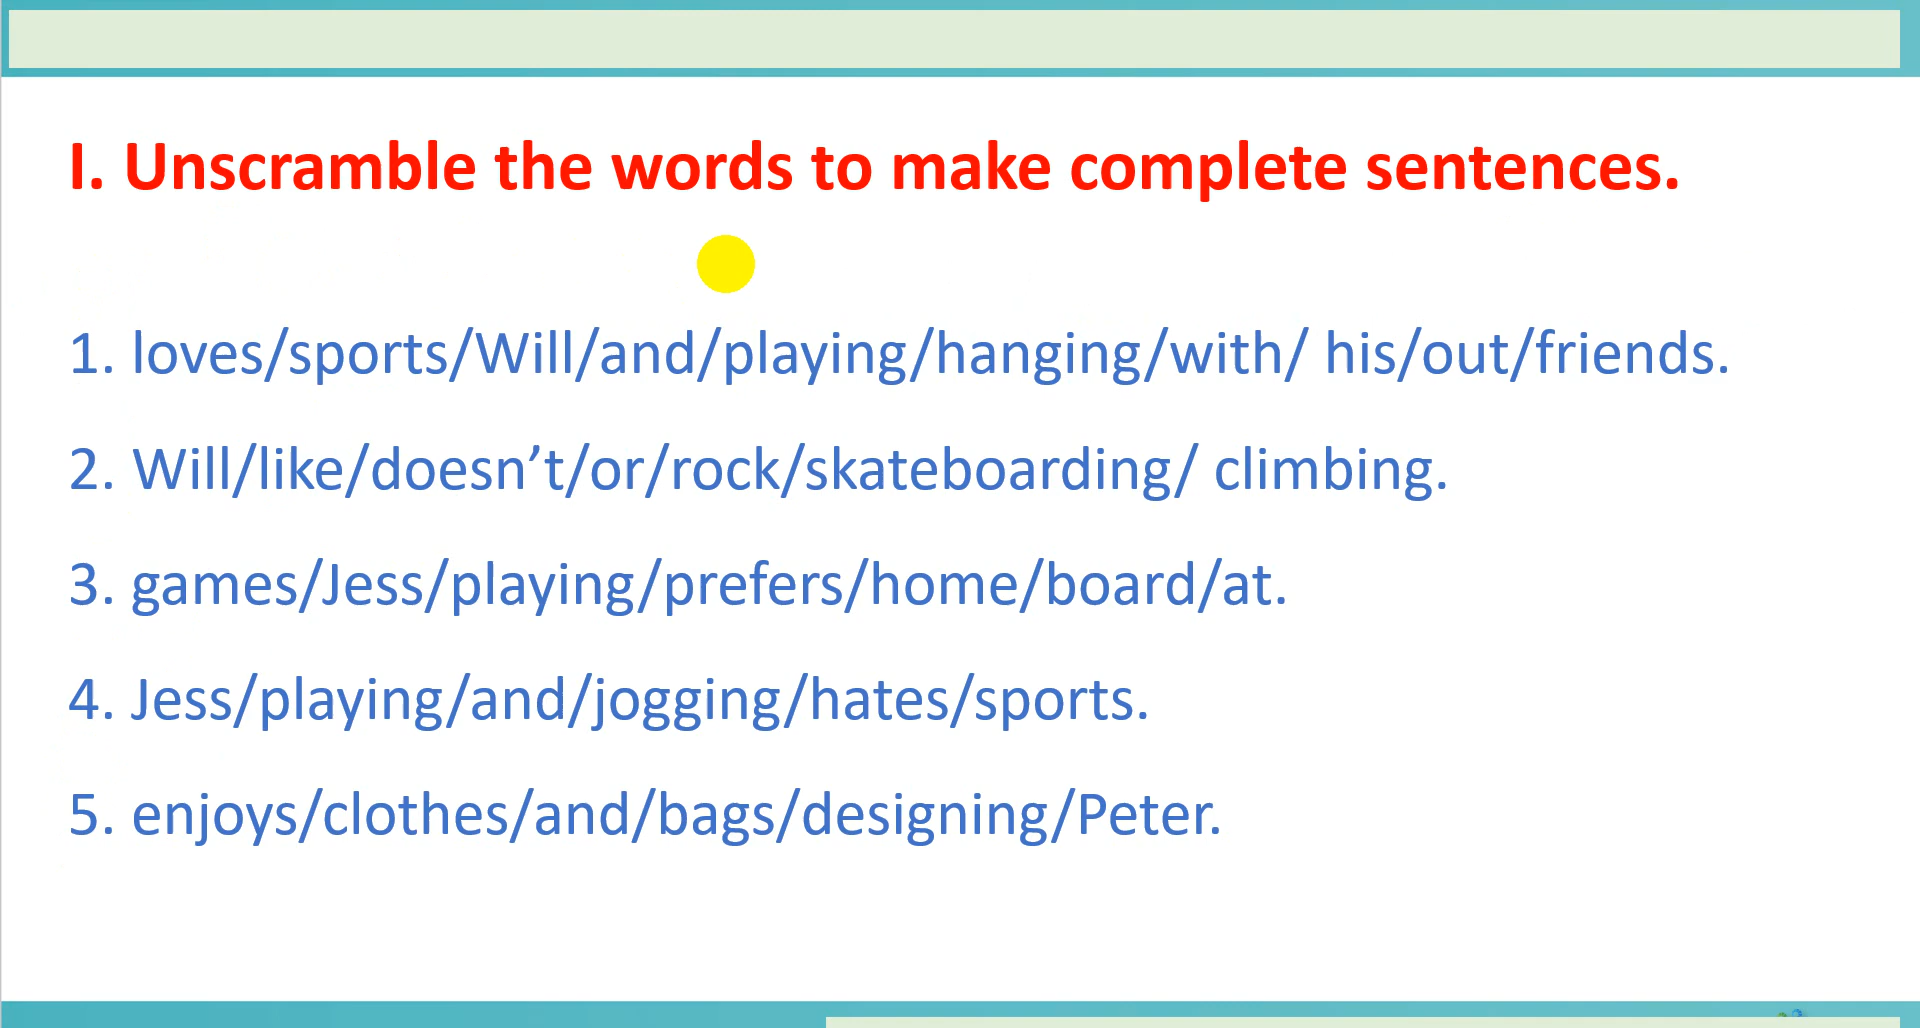 I. Unscramble the words to make complete sentences.
1. loves/sports/Will/and/playing/hanging/with/ his/out/friends.
2. Will/like/doesn’t/or/rock/skateboarding/ climbing.
3. games/Jess/playing/prefers/home/board/at.
4. Jess/playing/and/jogging/hates/sports.
5. enjoys/clothes/and/bags/designing/Peter.